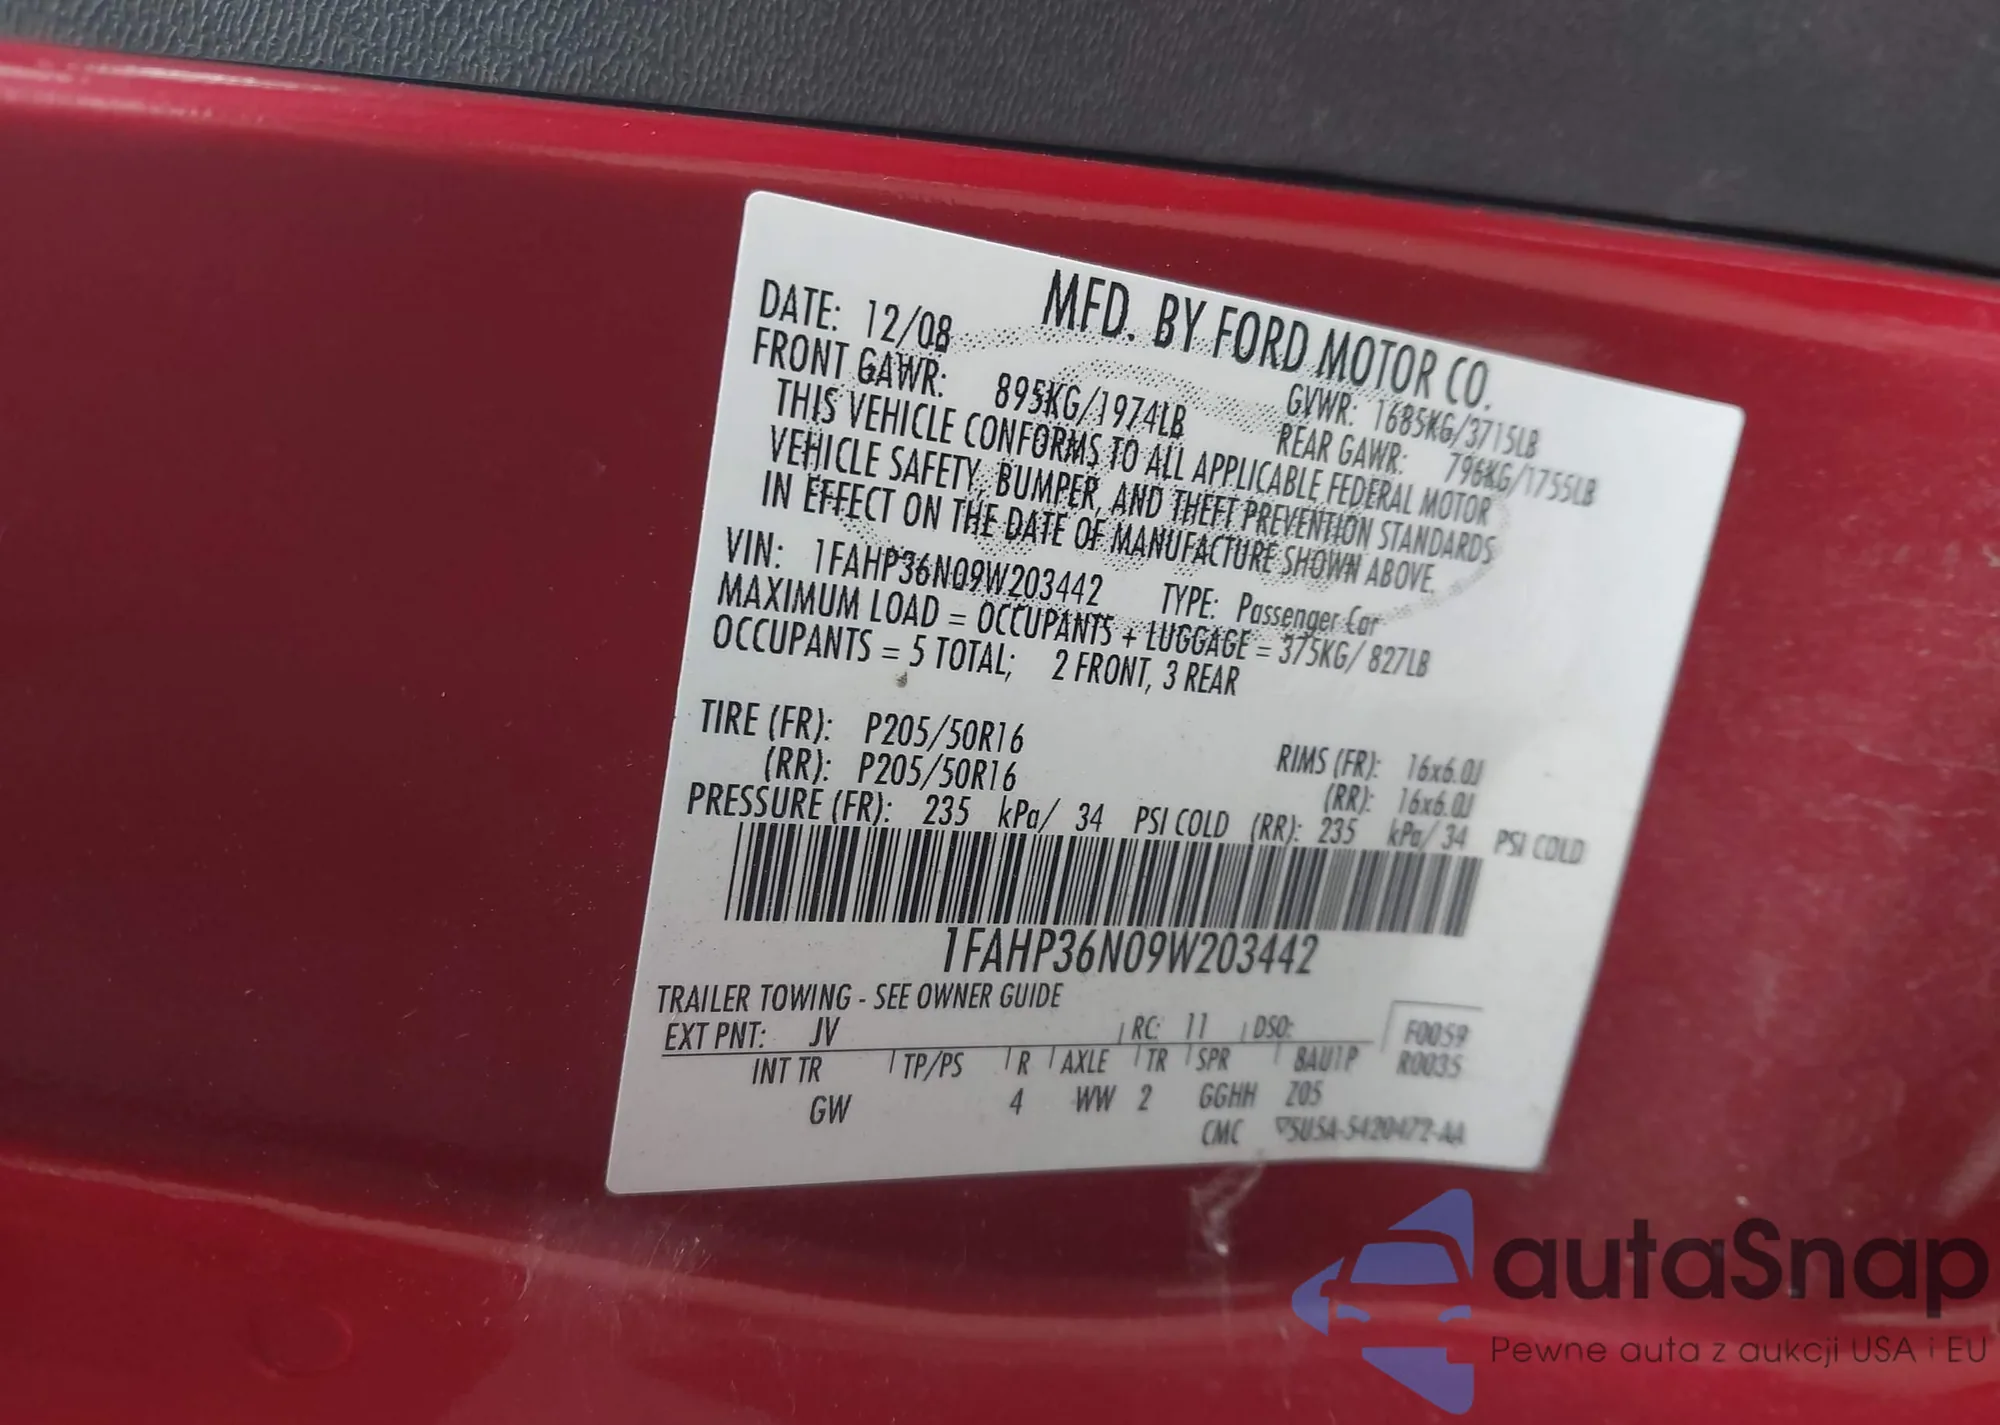 MFD. BY FORD MOTOR CO.
DATE: 12/08 GVWR: 1685KG/3715LB
FRONT GAWR: 895KG/1974LB REAR GAWR: 796KG/1755LB
THIS VEHICLE CONFORMS TO ALL APPLICABLE FEDERAL MOTOR
VEHICLE SAFETY, BUMPER, AND THEFT PREVENTION STANDARDS
IN EFFECT ON THE DATE OF MANUFACTURE SHOWN ABOVE.
VIN: 1FAHP36N09W203442 TYPE: Passenger Car
MAXIMUM LOAD = OCCUPANTS + LUGGAGE = 375KG/ 827LB
OCCUPANTS = 5 TOTAL; 2 FRONT, 3 REAR
TIRE (FR): P205/50R16 RIMS (FR): 16x6.0J
(RR): P205/50R16 (RR): 16x6.0J
PRESSURE (FR): 235 kPa/ 34 PSI COLD (RR): 235 kPa/ 34 PSI COLD
1FAHP36N09W203442
TRAILER TOWING - SEE OWNER GUIDE
EXT PNT: JV RC: 11 DSO: F0059
INT TR TP/PS R AXLE TR SPR 8AU1P R0035
GW 4 WW 2 GGHH Z05
CMC 5U5A-5420472-AA
autaSnap
Pewne auta z aukcji USA i EU